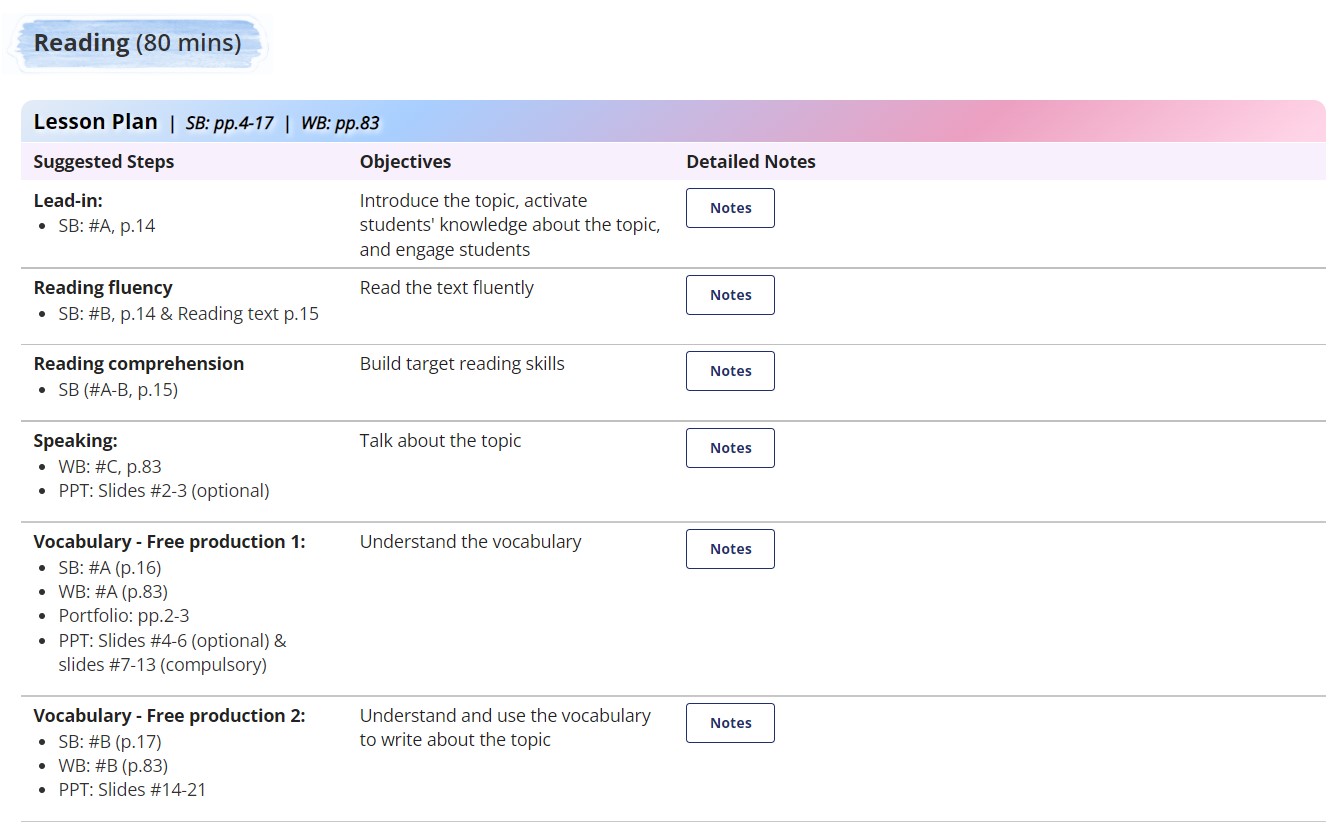 Reading (80 mins)
Lesson Plan | SB: pp.4-17 | WB: pp.83
Suggested Steps Objectives Detailed Notes
Lead-in:
• SB: #A, p.14
Introduce the topic, activate
students' knowledge about the topic,
and engage students
Notes
Reading fluency
• SB: #B, p.14 & Reading text p.15
Read the text fluently
Notes
Reading comprehension
• SB (#A-B, p.15)
Build target reading skills
Notes
Speaking:
• WB: #C, p.83
• PPT: Slides #2-3 (optional)
Talk about the topic
Notes
Vocabulary - Free production 1:
• SB: #A (p.16)
• WB: #A (p.83)
• Portfolio: pp.2-3
• PPT: Slides #4-6 (optional) &
slides #7-13 (compulsory)
Understand the vocabulary
Notes
Vocabulary - Free production 2:
• SB: #B (p.17)
• WB: #B (p.83)
• PPT: Slides #14-21
Understand and use the vocabulary
to write about the topic
Notes